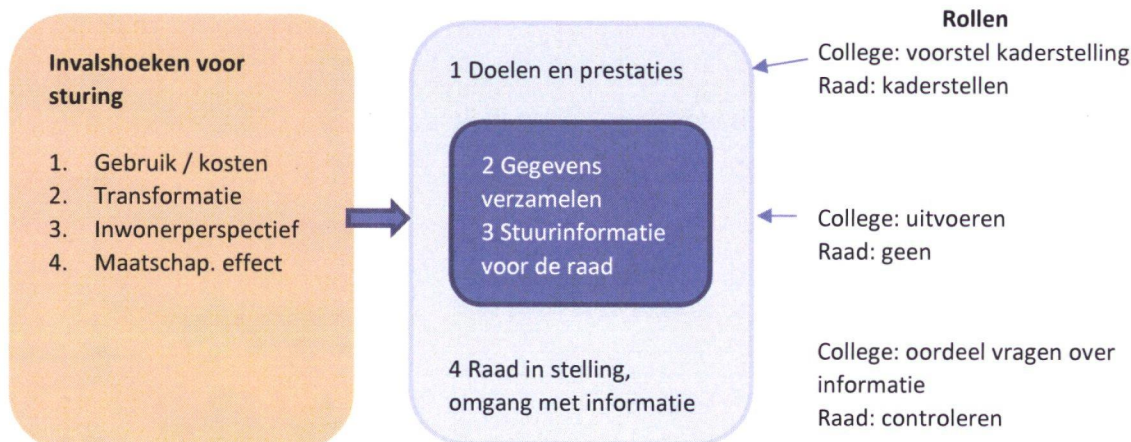 Invalshoeken voor
sturing
1. Gebruik / kosten
2. Transformatie
3. Inwonerperspectief
4. Maatschap. effect
1 Doelen en prestaties
2 Gegevens
verzamelen
3 Stuurinformatie
voor de raad
4 Raad in stelling,
omgang met informatie
Rollen
College: voorstel kaderstelling
Raad: kaderstellen
College: uitvoeren
Raad: geen
College: oordeel vragen over
informatie
Raad: controleren